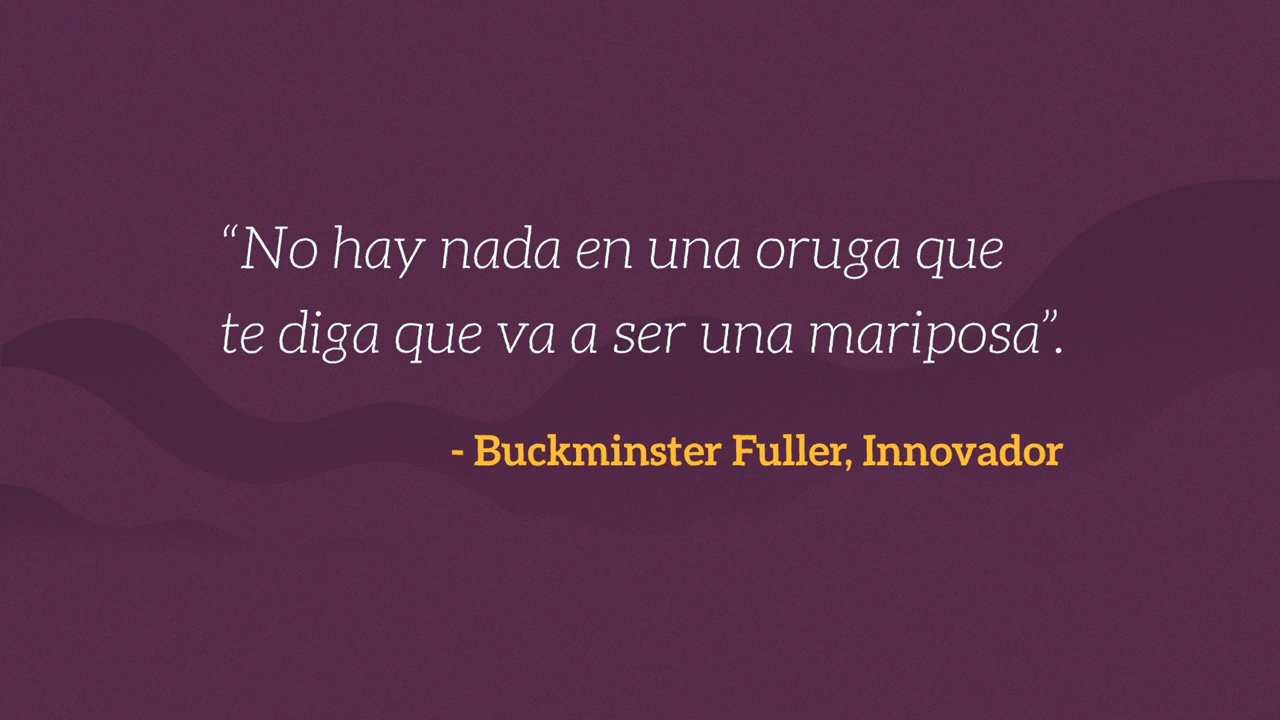 “No hay nada en una oruga que
te diga que va a ser una mariposa”.
- Buckminster Fuller, Innovador